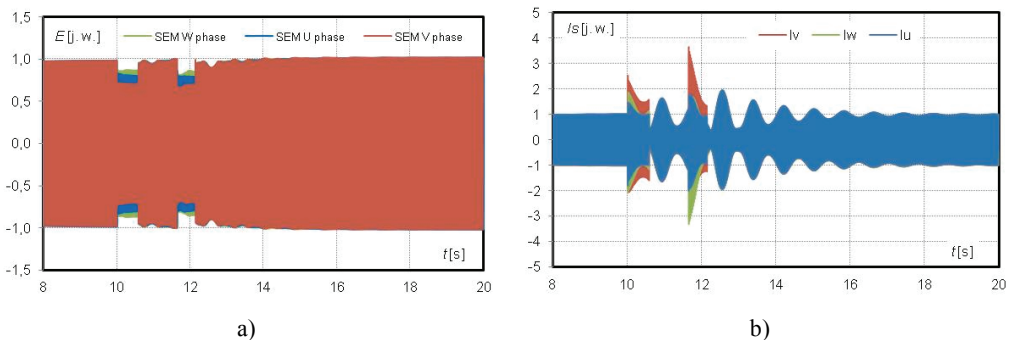 E [j. w.]
SEM W phase
SEM U phase
SEM V phase
1,5
1,0
0,5
0,0
-0,5
-1,0
-1,5
t [s]
8 10 12 14 16 18 20
a)
Is [j. w.]
Iv
Iw
Iu
5
4
3
2
1
0
-1
-2
-3
-4
-5
t [s]
8 10 12 14 16 18 20
b)